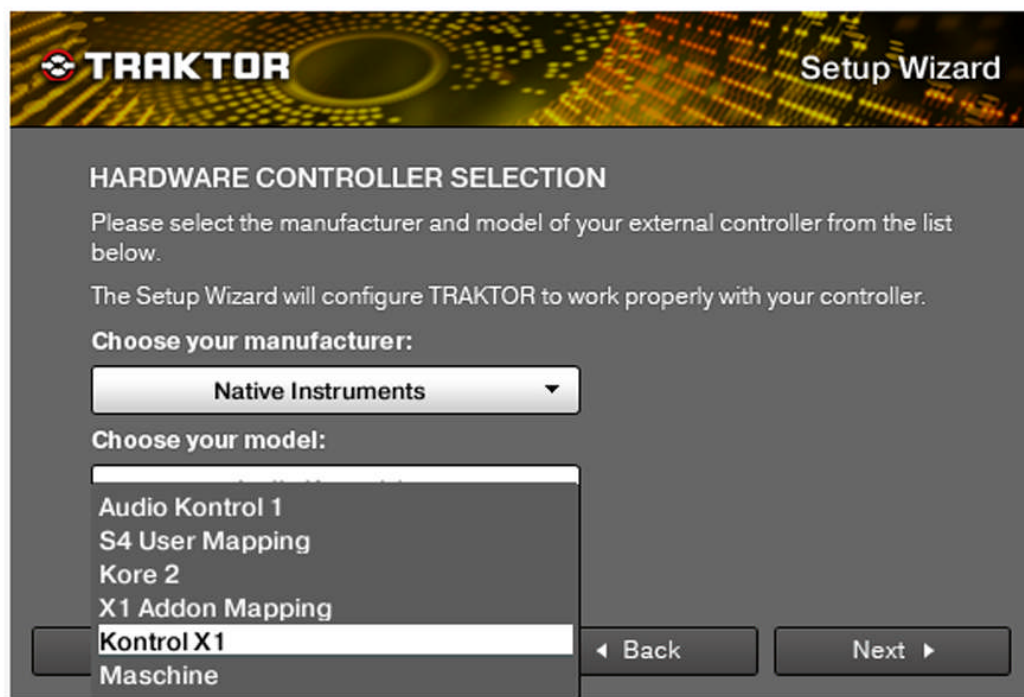 TRAKTOR
Setup Wizard
HARDWARE CONTROLLER SELECTION
Please select the manufacturer and model of your external controller from the list
below.
The Setup Wizard will configure TRAKTOR to work properly with your controller.
Choose your manufacturer:
Native Instruments
Choose your model:
Audio Kontrol 1
S4 User Mapping
Kore 2
X1 Addon Mapping
Kontrol X1
Maschine
Back
Next